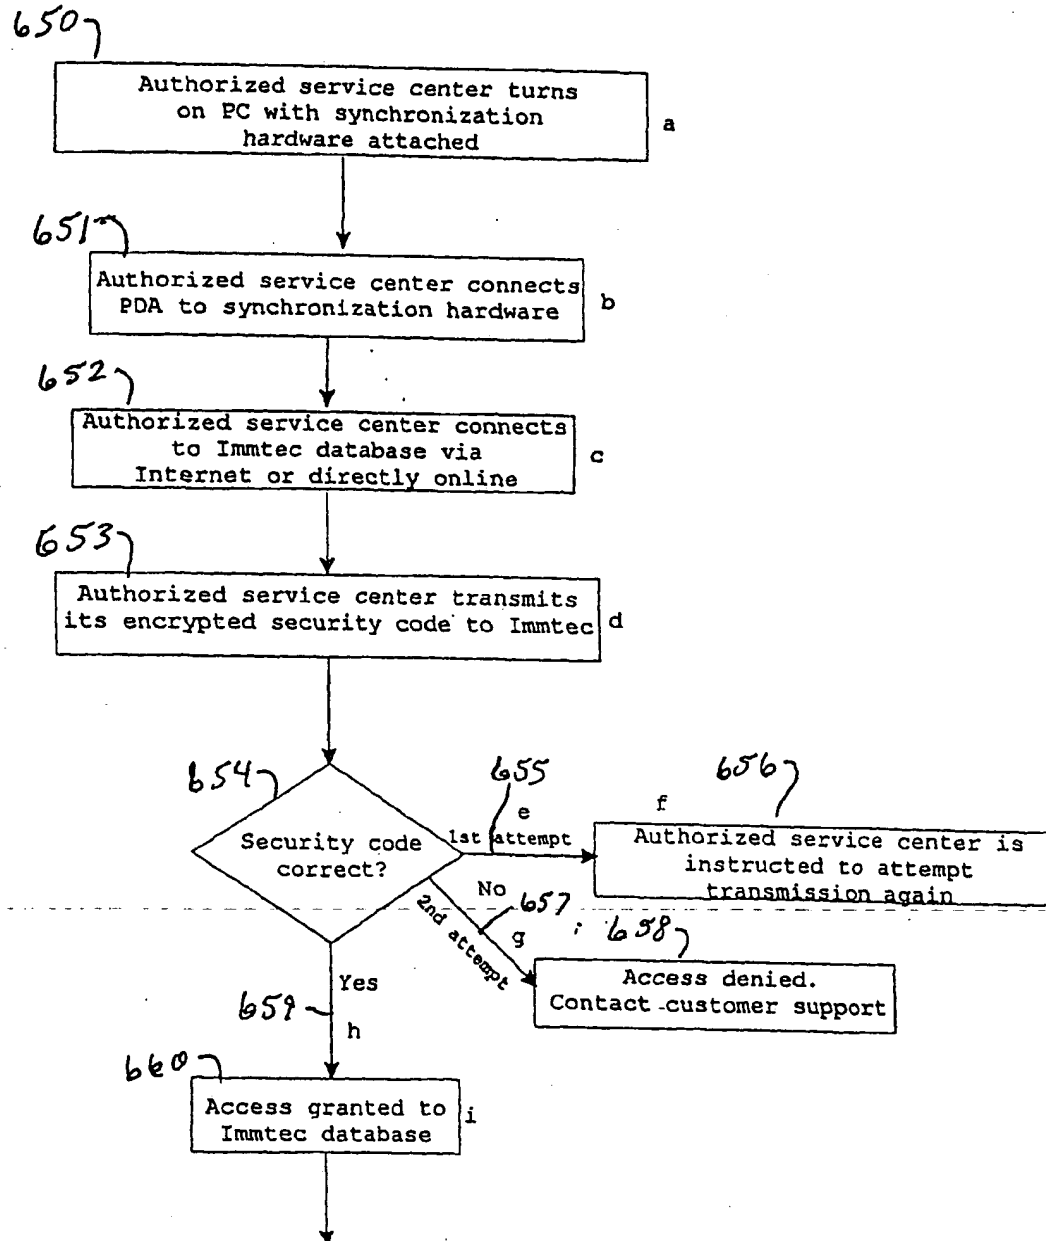 650
Authorized service center turns
on PC with synchronization
hardware attached
a
651
Authorized service center connects
PDA to synchronization hardware
b
652
Authorized service center connects
to Immtec database via
Internet or directly online
c
653
Authorized service center transmits
its encrypted security code to Immtec
d
654
Security code
correct?
655
e
1st attempt
656
f
Authorized service center is
instructed to attempt
transmission again
No
657
2nd attempt
g
658
Access denied.
Contact customer support
Yes
659
h
660
Access granted to
Immtec database
i